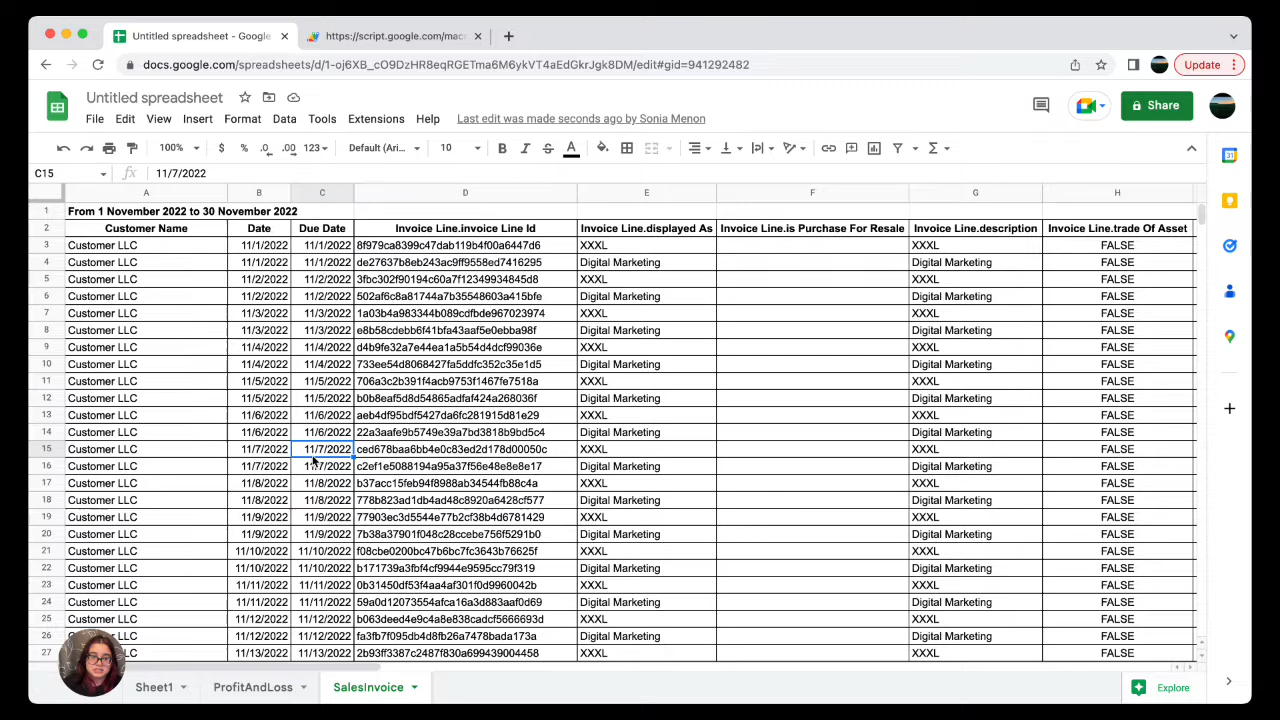 Untitled spreadsheet - Google
https://script.google.com/mac
docs.google.com/spreadsheets/d/1-oj6XB_cO9DzHR8eqRGETma6M6ykVT4aEdGkrJgk8DM/edit#gid=941292482
Update
Untitled spreadsheet
File Edit View Insert Format Data Tools Extensions Help Last edit was made seconds ago by Sonia Menon
Share
100% $ % .0 .00 123 Default (Ari... 10 B I S A
C15 fx 11/7/2022
A B C D E F G H
1 From 1 November 2022 to 30 November 2022
2 Customer Name Date Due Date Invoice Line.invoice Line Id Invoice Line.displayed As Invoice Line.is Purchase For Resale Invoice Line.description Invoice Line.trade Of Asset
3 Customer LLC 11/1/2022 11/1/2022 8f979ca8399c47dab119b4f00a6447d6 XXXL XXXL FALSE
4 Customer LLC 11/1/2022 11/1/2022 de27637b8eb243ac9ff9558ed7416295 Digital Marketing Digital Marketing FALSE
5 Customer LLC 11/2/2022 11/2/2022 3fbc302f90194c60a7f12349934845d8 XXXL XXXL FALSE
6 Customer LLC 11/2/2022 11/2/2022 502af6c8a81744a7b35548603a415bfe Digital Marketing Digital Marketing FALSE
7 Customer LLC 11/3/2022 11/3/2022 1a03b4a983344b089cdfbde967027974 XXXL XXXL FALSE
8 Customer LLC 11/3/2022 11/3/2022 e8b58cdebb6f41bfa43aaf5e0ebba98f Digital Marketing Digital Marketing FALSE
9 Customer LLC 11/4/2022 11/4/2022 d4b9fe32a7e44ea1a5b54d4dcf99036e XXXL XXXL FALSE
10 Customer LLC 11/4/2022 11/4/2022 733ee54d8068427fa5ddfc352c35e1d5 Digital Marketing Digital Marketing FALSE
11 Customer LLC 11/5/2022 11/5/2022 706a3c2b391f4acb9753f1467fe7518a XXXL XXXL FALSE
12 Customer LLC 11/5/2022 11/5/2022 b0b8eaf5d8d54865adfaf424a268036f Digital Marketing Digital Marketing FALSE
13 Customer LLC 11/6/2022 11/6/2022 aeb4df95bdf5427da6fc281915d81e29 XXXL XXXL FALSE
14 Customer LLC 11/6/2022 11/6/2022 22a3aafe9b5749e39a7bd3818b9bd5c4 Digital Marketing Digital Marketing FALSE
15 Customer LLC 11/7/2022 11/7/2022 ced678baa6bb4e0c83ed2d178d00050c XXXL XXXL FALSE
16 Customer LLC 11/7/2022 11/7/2022 c2ef1e5088194a95a37f56e48e8e8e17 Digital Marketing Digital Marketing FALSE
17 Customer LLC 11/8/2022 11/8/2022 b37acc15feb94f8988ab34544fb88c4a XXXL XXXL FALSE
18 Customer LLC 11/8/2022 11/8/2022 778b823ad1db4ad48c8920a6428cf577 Digital Marketing Digital Marketing FALSE
19 Customer LLC 11/9/2022 11/9/2022 77903ec3d5544e77b2cf38b4d6781429 XXXL XXXL FALSE
20 Customer LLC 11/9/2022 11/9/2022 7b38a37901f048c28ccebe756f5291b0 Digital Marketing Digital Marketing FALSE
21 Customer LLC 11/10/2022 11/10/2022 f08cbe0200bc47b6bc7fc3643b76625f XXXL XXXL FALSE
22 Customer LLC 11/10/2022 11/10/2022 b171739a3fbf4cf9944e9595cc79f319 Digital Marketing Digital Marketing FALSE
23 Customer LLC 11/11/2022 11/11/2022 0b31450df53f4aa4af301f0d9960042b XXXL XXXL FALSE
24 Customer LLC 11/11/2022 11/11/2022 59a0d12073554afca16a3d883aaf0d69 Digital Marketing Digital Marketing FALSE
25 Customer LLC 11/12/2022 11/12/2022 b063deed4e9c4a8e838cadcf5666693d XXXL XXXL FALSE
26 Customer LLC 11/12/2022 11/12/2022 fa3fb7f095db4d8fb26a7478bada173a Digital Marketing Digital Marketing FALSE
27 11/13/2022 11/13/2022 2b93ff3387c2487f830a699439004458 XXXL XXXL FALSE
Sheet1 ProfitAndLoss SalesInvoice Explore